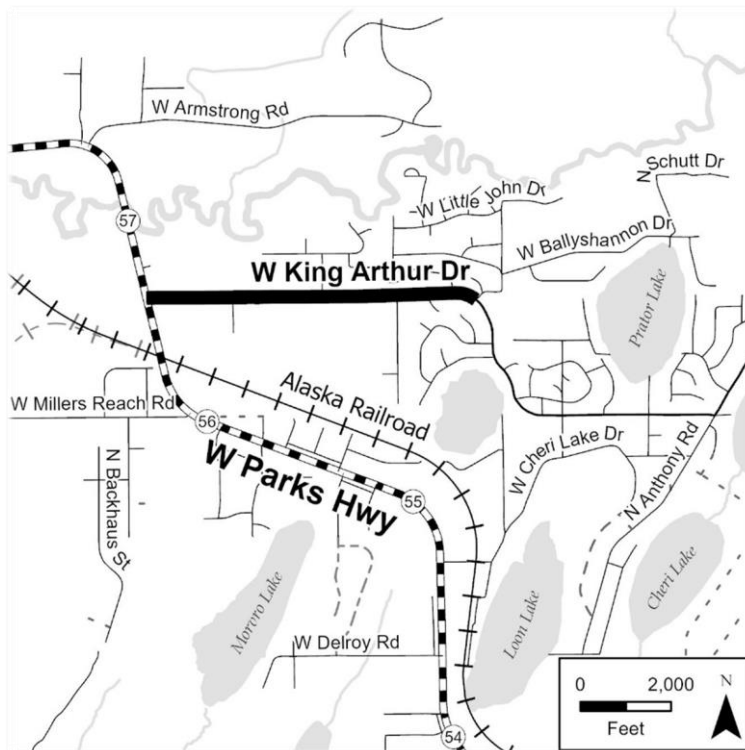 W Armstrong Rd
N Schutt Dr
W Little John Dr
57
W Ballyshannon Dr
W King Arthur Dr
Prator Lake
Alaska Railroad
W Millers Reach Rd
56
W Cheri Lake Dr
N Anthony Rd
W Parks Hwy
N Backhaus St
55
Morvro Lake
Loon Lake
Cheri Lake
W Delroy Rd
54
0 2,000
Feet
N